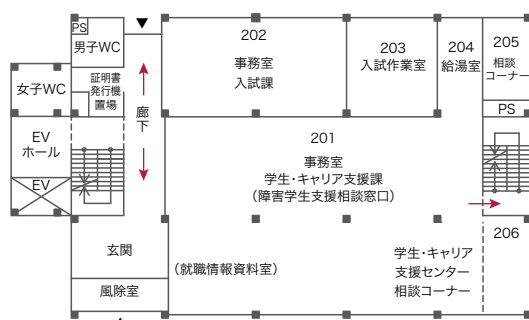 PS
男子WC
女子WC
証明書
発行機
置場
EV
ホール
EV
廊下
玄関
風除室
202
事務室
入試課
203
入試作業室
204
給湯室
205
相談
コーナー
PS
201
事務室
学生・キャリア支援課
(障害学生支援相談窓口)
(就職情報資料室)
206
学生・キャリア
支援センター
相談コーナー